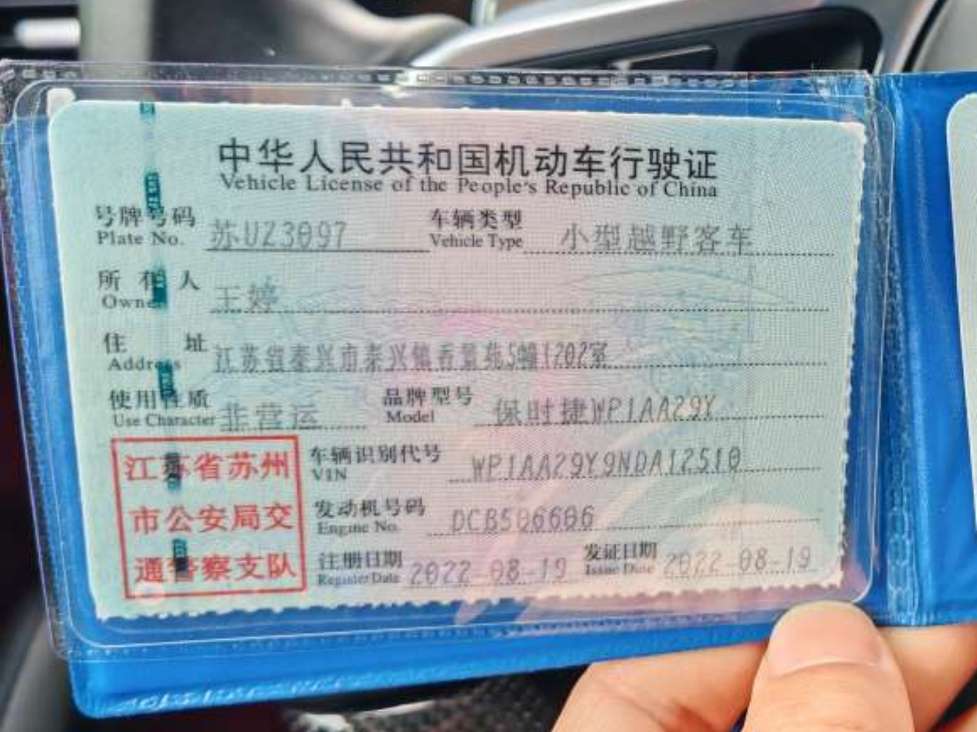 中华人民共和国机动车行驶证
Vehicle License of the People's Republic of China
号牌号码 苏UZ3097 车辆类型 小型越野客车
Plate No. Vehicle Type
所有人 王婷
Owner
住址 江苏省泰兴市泰兴镇香墅苑5幢1202室
Address
使用性质 非营运 品牌型号 保时捷WP1AA29Y
Use Character Model
江苏省苏州 车辆识别代号 WP1AA29Y9NDA12510
VIN
市公安局交 发动机号码 DCB506606
Engine No.
通警察支队 注册日期 2022-08-19 发证日期 2022-08-19
Register Date Issue Date